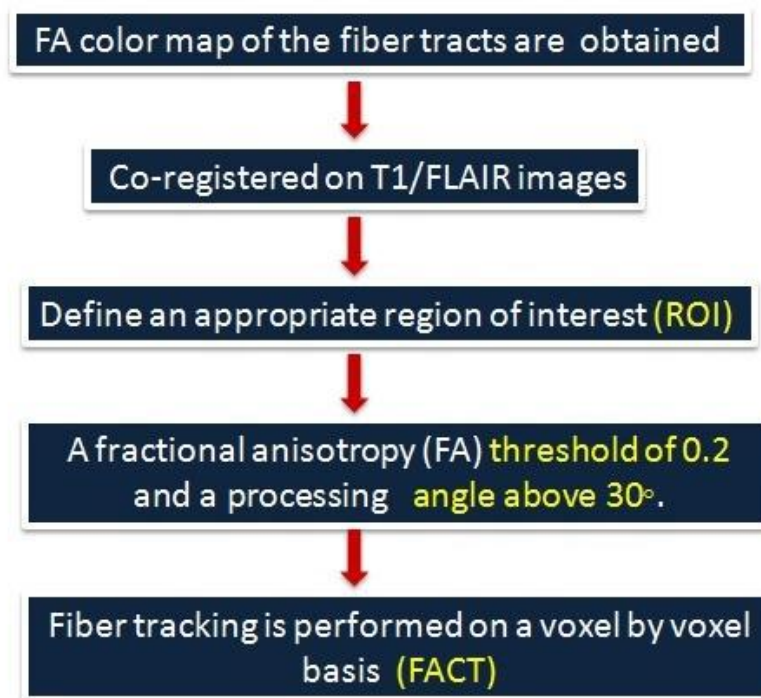 FA color map of the fiber tracts are obtained
Co-registered on T1/FLAIR images
Define an appropriate region of interest (ROI)
A fractional anisotropy (FA) threshold of 0.2
and a processing angle above 30°.
Fiber tracking is performed on a voxel by voxel
basis (FACT)